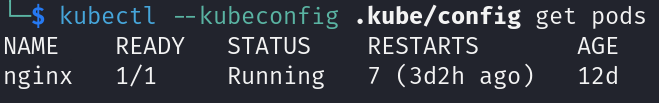 └─$ kubectl --kubeconfig .kube/config get pods
NAME    READY   STATUS    RESTARTS       AGE
nginx   1/1     Running   7 (3d2h ago)   12d